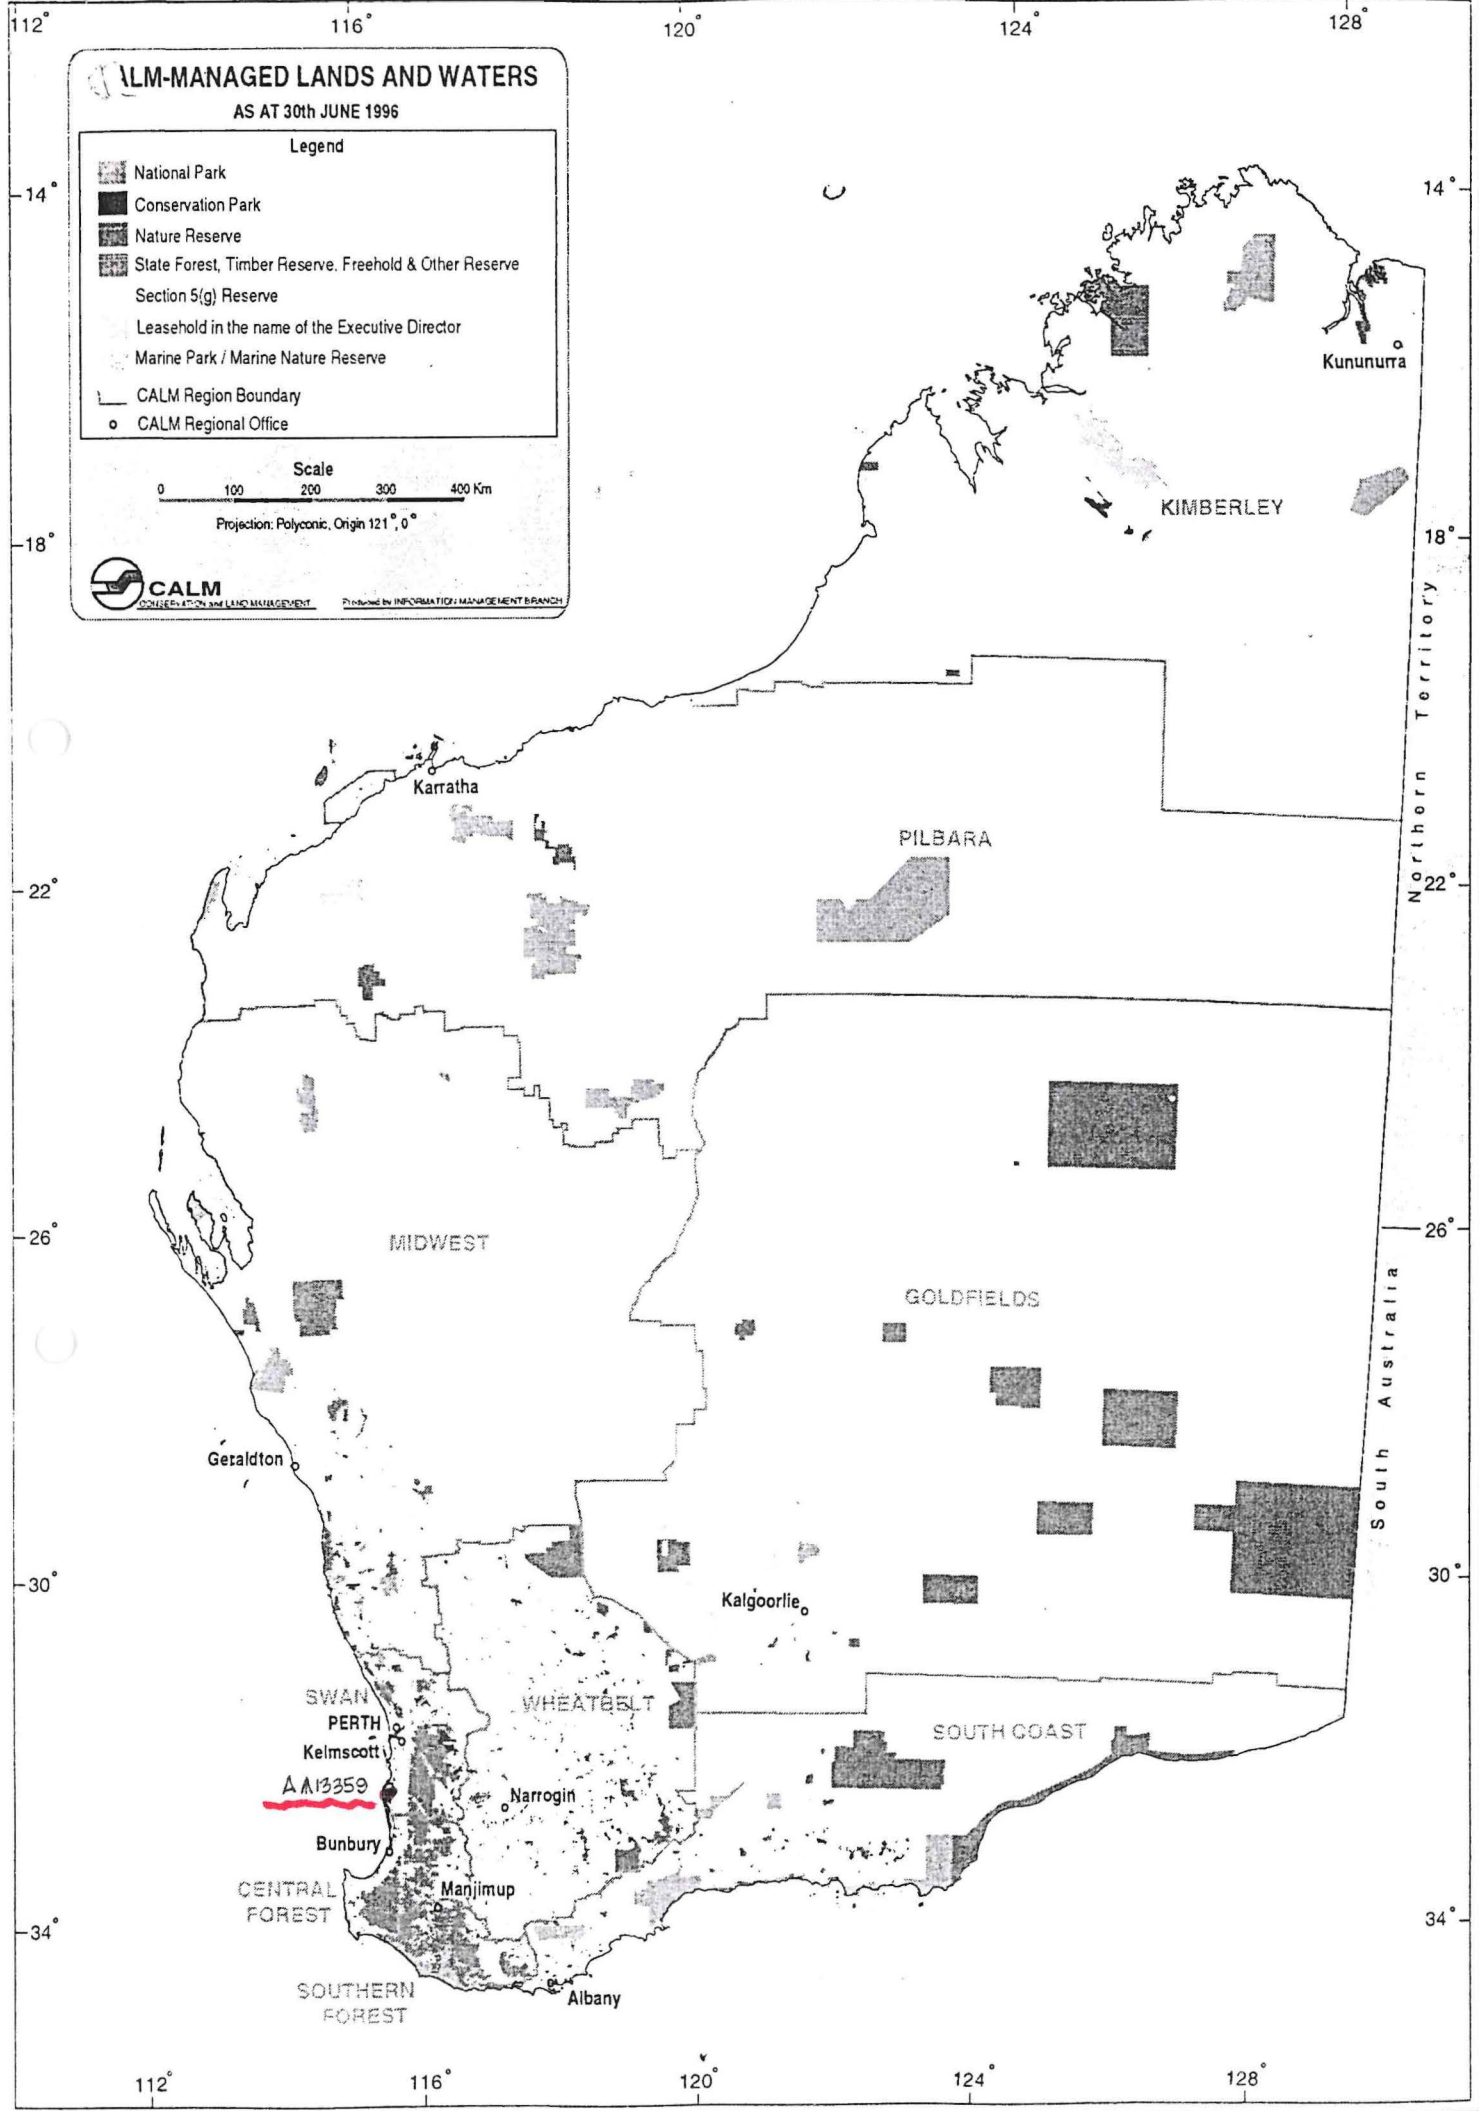 112° 116° 120° 124° 128°
ALM-MANAGED LANDS AND WATERS
AS AT 30th JUNE 1996
Legend
National Park
Conservation Park
Nature Reserve
State Forest, Timber Reserve, Freehold & Other Reserve
Section 5(g) Reserve
Leasehold in the name of the Executive Director
Marine Park / Marine Nature Reserve
CALM Region Boundary
CALM Regional Office
Scale
0 100 200 300 400 Km
Projection: Polyconic, Origin 121°, 0°
CALM
CONSERVATION and LAND MANAGEMENT Produced by INFORMATION MANAGEMENT BRANCH
14° 14°
Kununurra
KIMBERLEY
18° 18°
Northorn Territory
Karratha
PILBARA
22° 22°
26° 26°
MIDWEST
GOLDFIELDS
South Australia
Geraldton
30° 30°
Kalgoorlie
SWAN
WHEATBELT
PERTH
SOUTH COAST
Kelmscott
AA13359
Narrogin
Bunbury
CENTRAL
FOREST
Manjimup
34° 34°
SOUTHERN
FOREST
Albany
112° 116° 120° 124° 128°